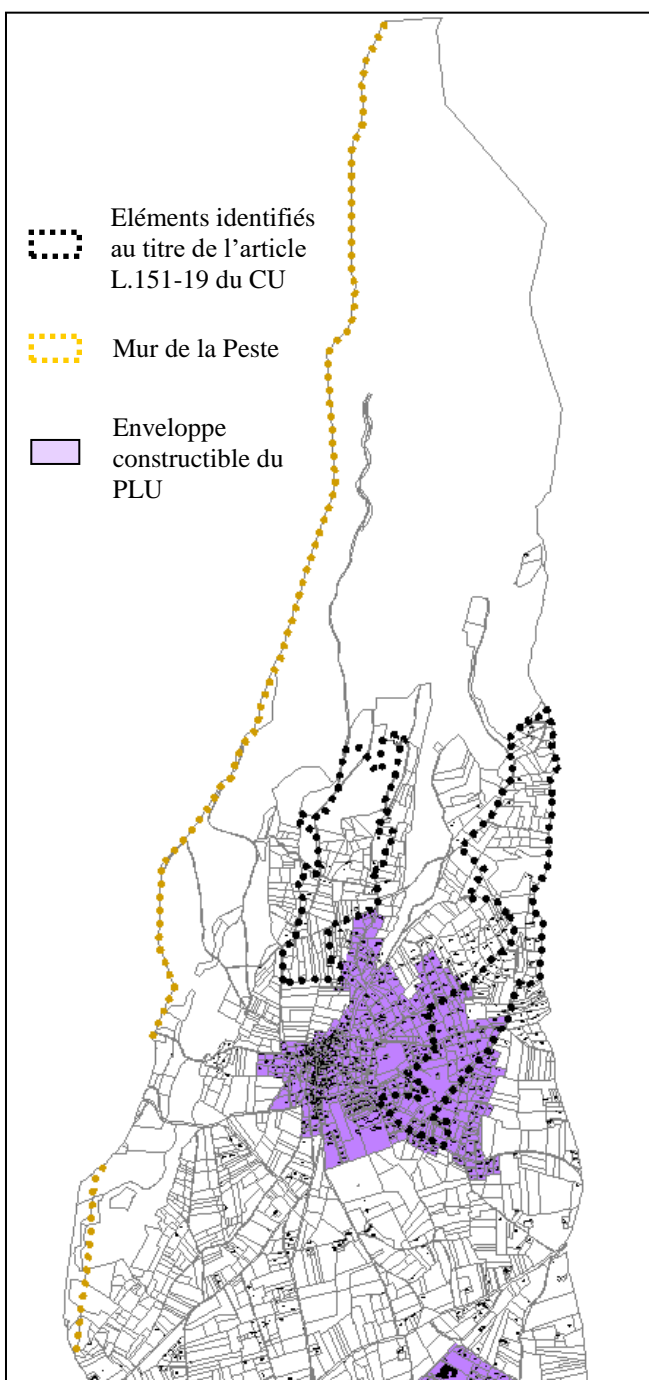 Eléments identifiés
au titre de l’article
L.151-19 du CU
Mur de la Peste
Enveloppe
constructible du
PLU